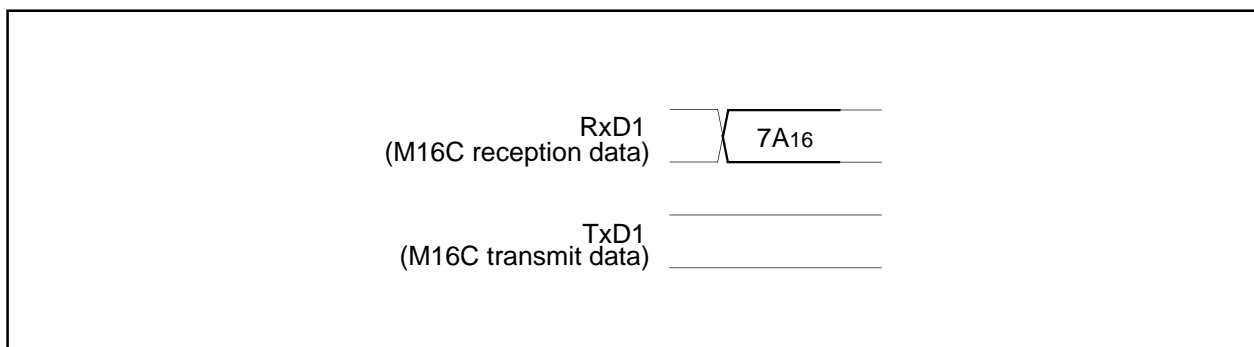 RxD1
(M16C reception data)
7A16
TxD1
(M16C transmit data)